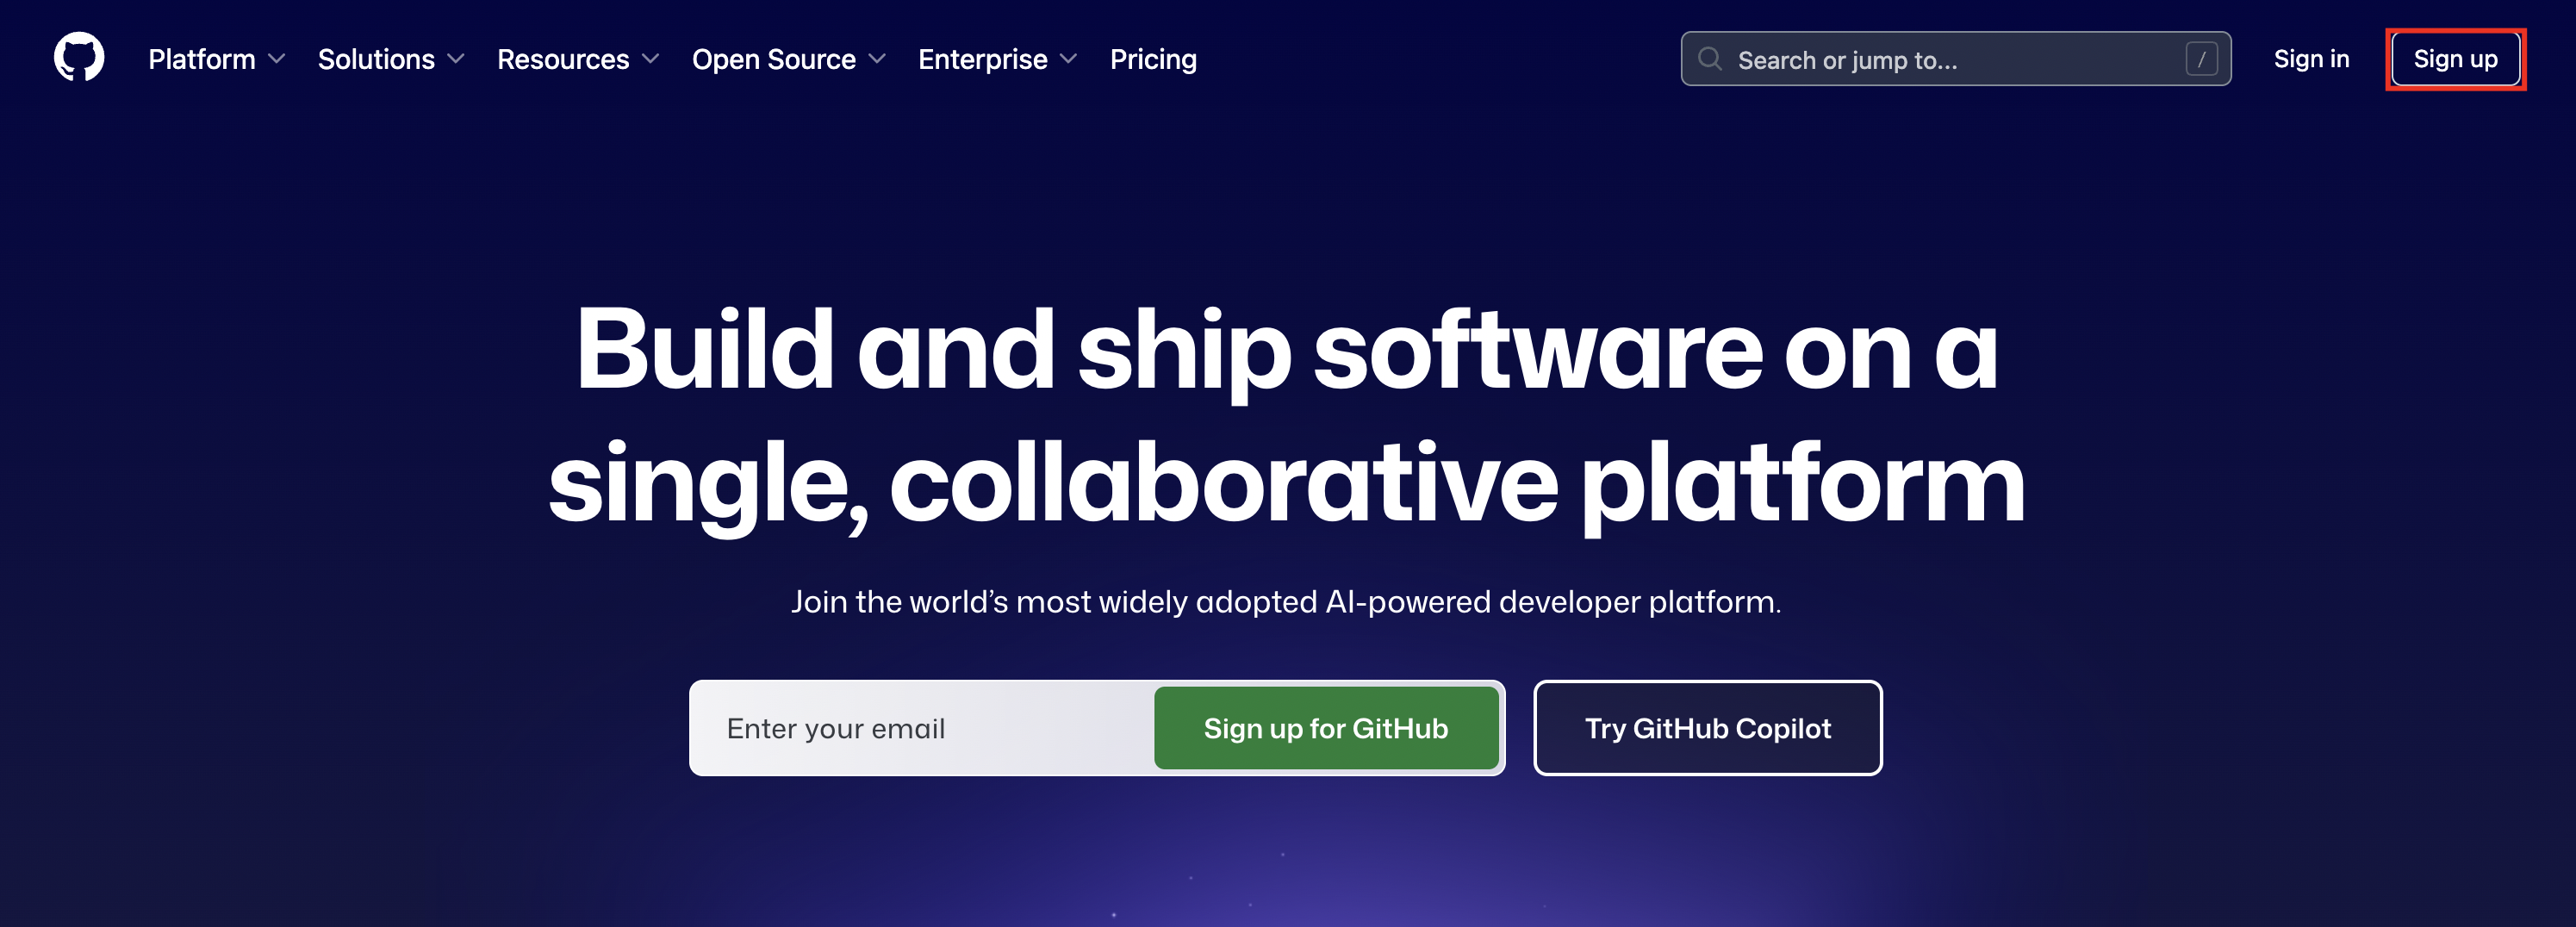 Platform Solutions Resources Open Source Enterprise Pricing Search or jump to... / Sign in Sign up
Build and ship software on a
single, collaborative platform
Join the world’s most widely adopted AI-powered developer platform.
Enter your email Sign up for GitHub Try GitHub Copilot